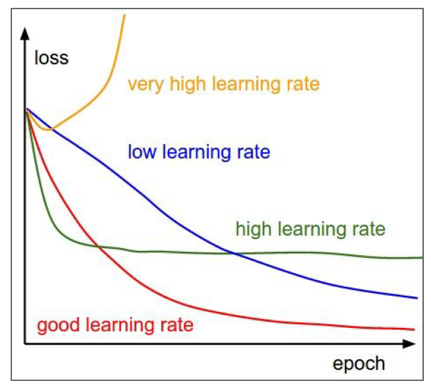 loss
very high learning rate
low learning rate
high learning rate
good learning rate
epoch